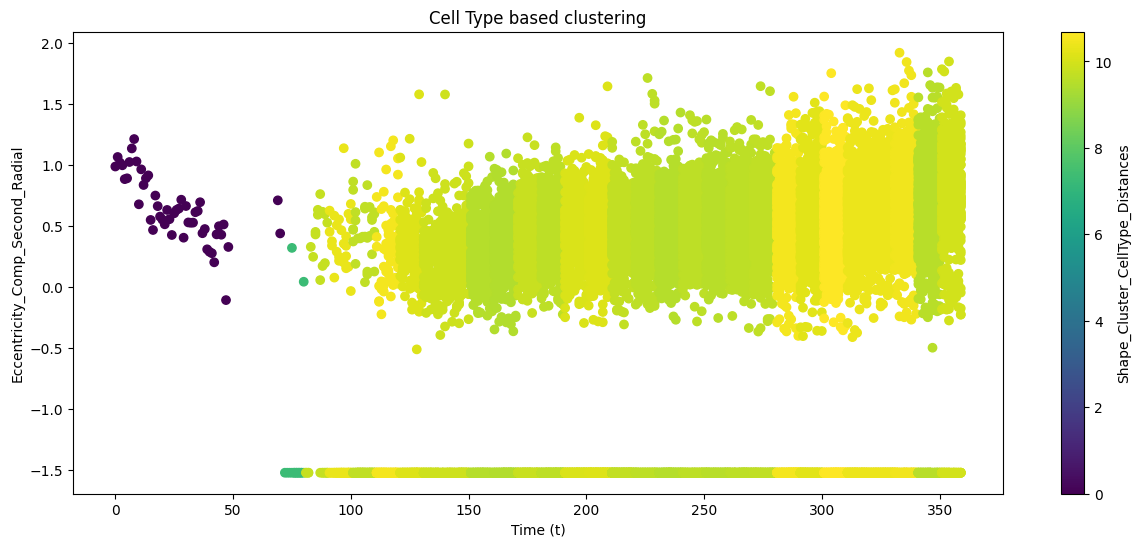 Cell Type based clustering
Eccentricity_Comp_Second_Radial
2.0
1.5
1.0
0.5
0.0
−0.5
−1.0
−1.5
0 50 100 150 200 250 300 350
Time (t)
10
8
6
4
2
0
Shape_Cluster_CellType_Distances